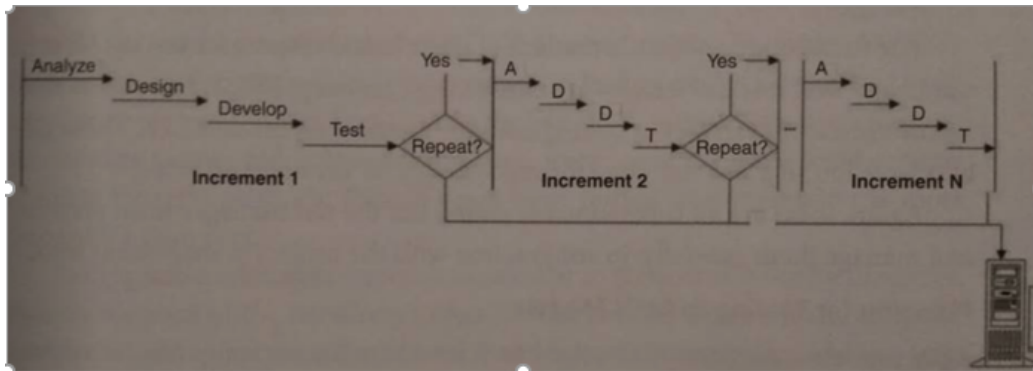 Analyze
Design
Develop
Test
Repeat?
Yes
Increment 1
A
D
D
T
Repeat?
Yes
Increment 2
A
D
D
T
Increment N